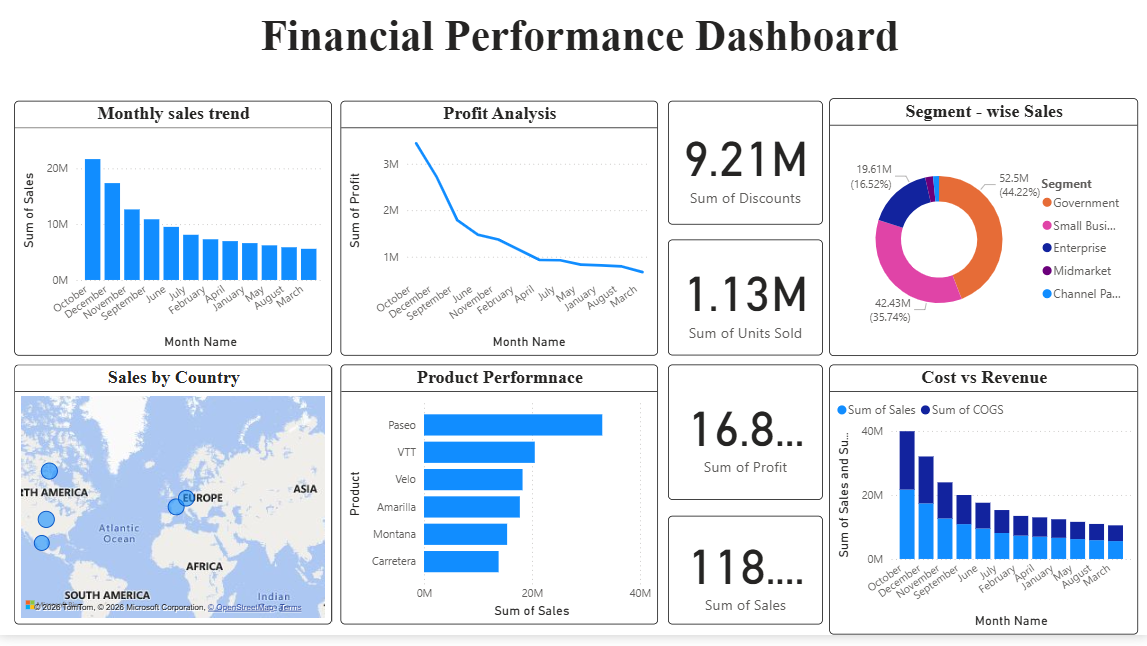 Financial Performance Dashboard
Monthly sales trend
Sum of Sales
20M
10M
0M
October
December
November
September
June
July
February
April
January
May
August
March
Month Name
Profit Analysis
Sum of Profit
3M
2M
1M
October
December
September
June
November
February
April
July
May
January
August
March
Month Name
9.21M
Sum of Discounts
1.13M
Sum of Units Sold
Segment - wise Sales
19.61M
(16.52%)
52.5M
(44.22%)
42.43M
(35.74%)
Segment
Government
Small Busi...
Enterprise
Midmarket
Channel Pa...
Sales by Country
RTH AMERICA
EUROPE
ASIA
Atlantic
Ocean
AFRICA
SOUTH AMERICA
Indian
© 2026 TomTom, © 2026 Microsoft Corporation, © OpenStreetMap Terms
Product Performnace
Product
Paseo
VTT
Velo
Amarilla
Montana
Carretera
0M
20M
40M
Sum of Sales
16.8...
Sum of Profit
118....
Sum of Sales
Cost vs Revenue
Sum of Sales
Sum of COGS
Sum of Sales and Su...
40M
20M
0M
October
December
November
September
June
July
February
April
January
May
August
March
Month Name